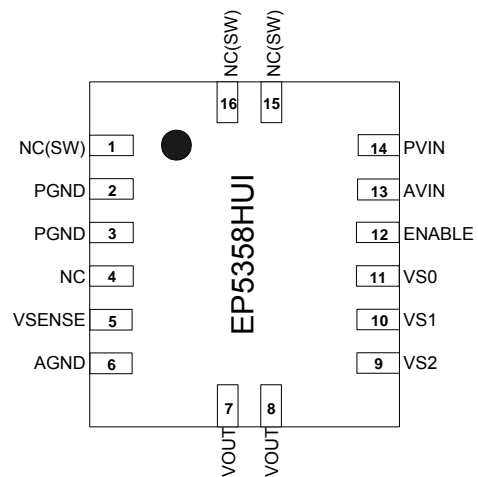 NC(SW) NC(SW)
16 15
NC(SW) 1
PGND 2
PGND 3
NC 4
VSENSE 5
AGND 6
EP5358HUI
14 PVIN
13 AVIN
12 ENABLE
11 VS0
10 VS1
9 VS2
7 8
VOUT VOUT